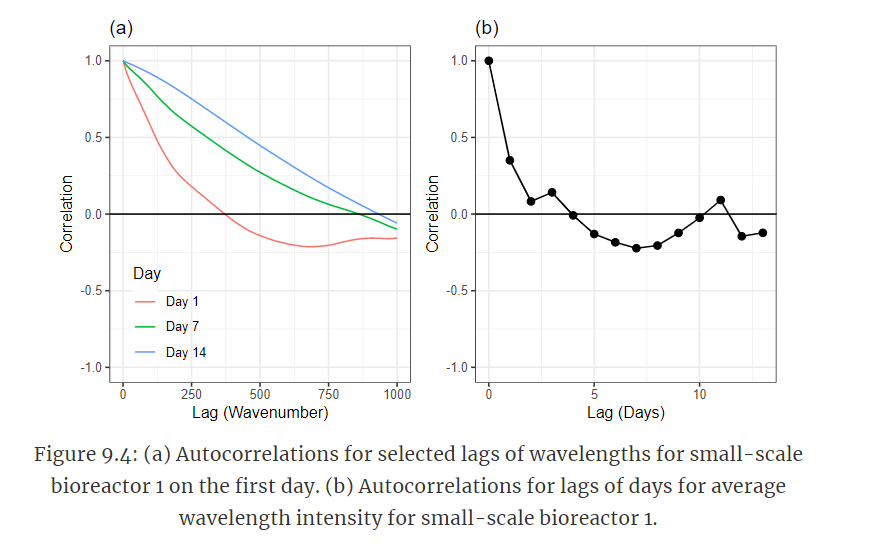 (a)
1.0
0.5
0.0
-0.5
-1.0
Correlation
Day
Day 1
Day 7
Day 14
0 250 500 750 1000
Lag (Wavenumber)
(b)
1.0
0.5
0.0
-0.5
-1.0
Correlation
0 5 10
Lag (Days)
Figure 9.4: (a) Autocorrelations for selected lags of wavelengths for small-scale
bioreactor 1 on the first day. (b) Autocorrelations for lags of days for average
wavelength intensity for small-scale bioreactor 1.